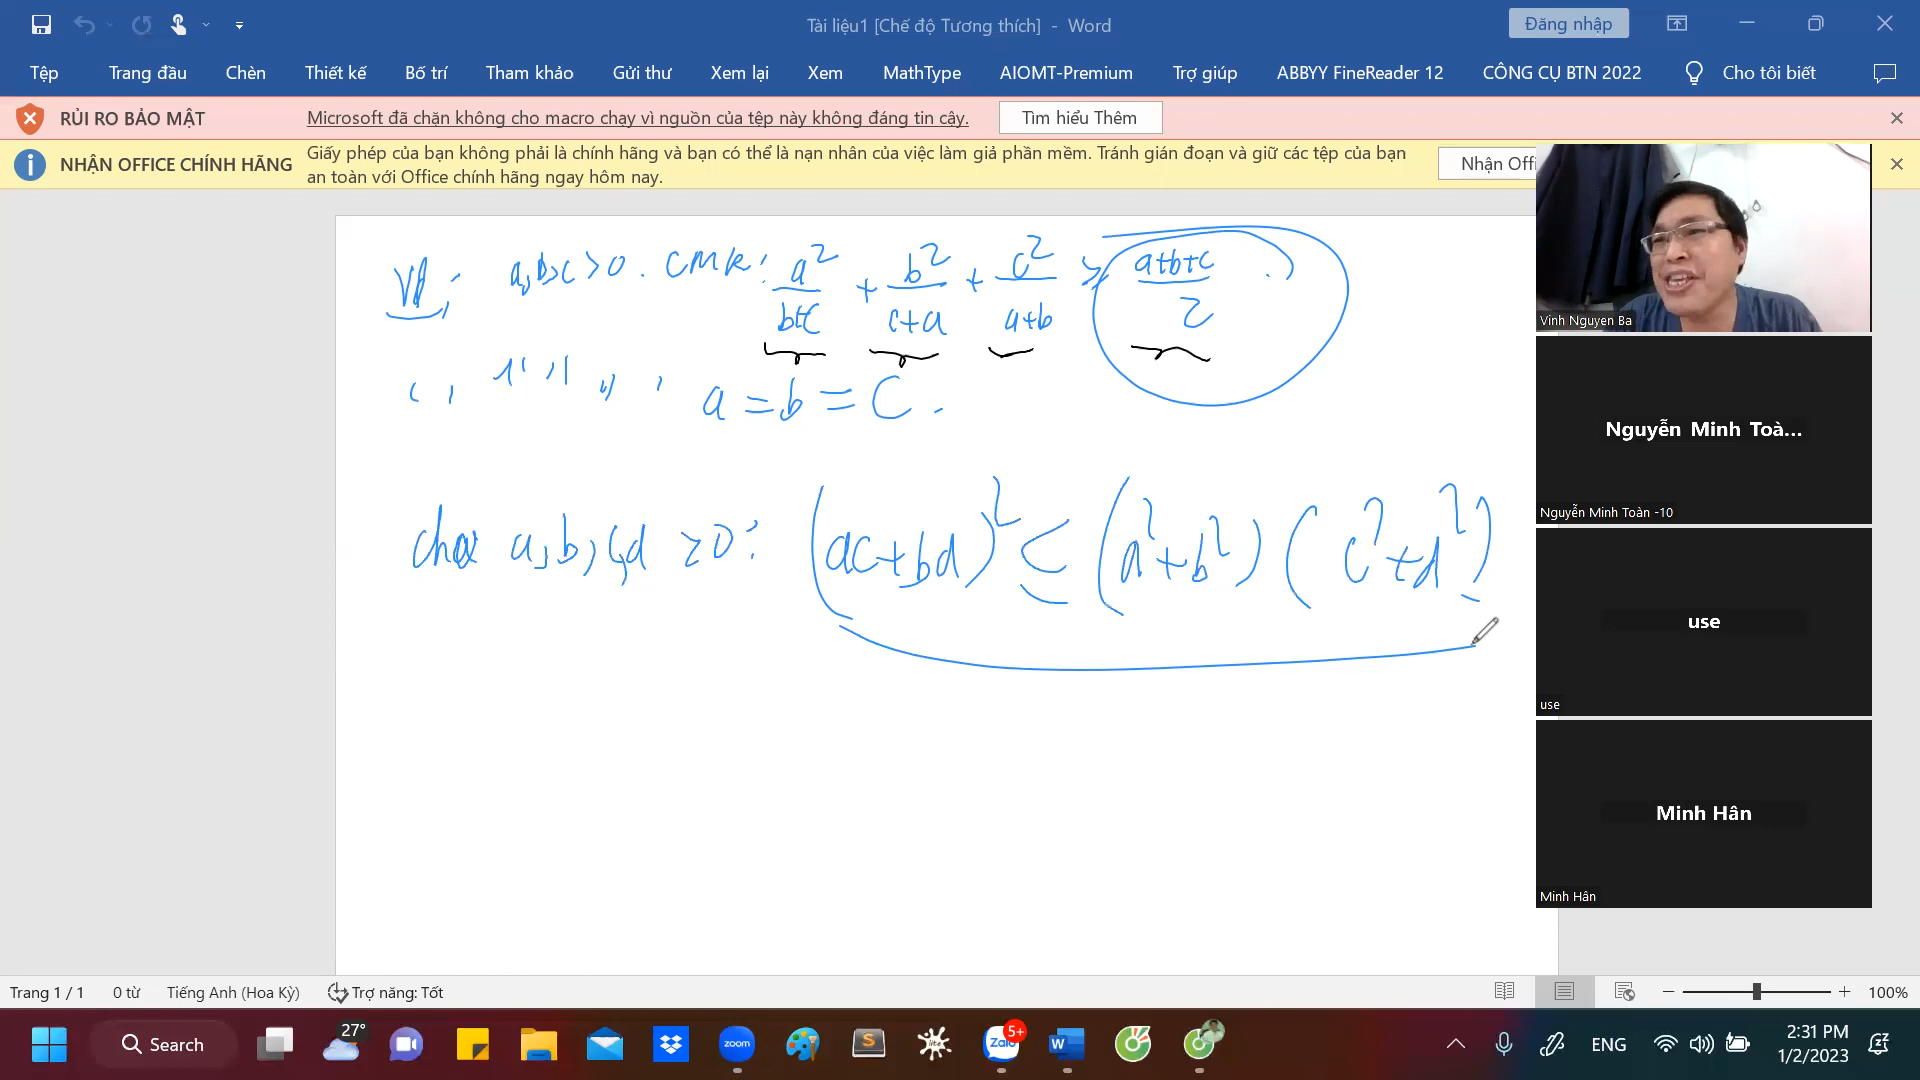 Tài liệu1 [Chế độ Tương thích] - Word
Đăng nhập
Tệp Trang đầu Chèn Thiết kế Bố trí Tham khảo Gửi thư Xem lại Xem MathType AIOMT-Premium Trợ giúp ABBYY FineReader 12 CÔNG CỤ BTN 2022 Cho tôi biết
RỦI RO BẢO MẬT Microsoft đã chặn không cho macro chạy vì nguồn của tệp này không đáng tin cậy. Tìm hiểu Thêm
NHẬN OFFICE CHÍNH HÃNG Giấy phép của bạn không phải là chính hãng và bạn có thể là nạn nhân của việc làm giả phần mềm. Tránh gián đoạn và giữ các tệp của bạn
an toàn với Office chính hãng ngay hôm nay.
Nhận Offi
Vd: a,b,c > 0. CMR: a²/(b+c) + b²/(c+a) + c²/(a+b) ≥ (a+b+c)/2
a = b = c.
cho a,b,c,d ≥ 0: (ac+bd)² ≤ (a²+b²)(c²+d²)
Vinh Nguyen Ba
Nguyễn Minh Toà...
Nguyễn Minh Toàn -10
use
use
Minh Hân
Minh Hân
Trang 1 / 1 0 từ Tiếng Anh (Hoa Kỳ) Trợ năng: Tốt 100%
27°
Search
zoom
5+
Zalo
ENG
2:31 PM
1/2/2023